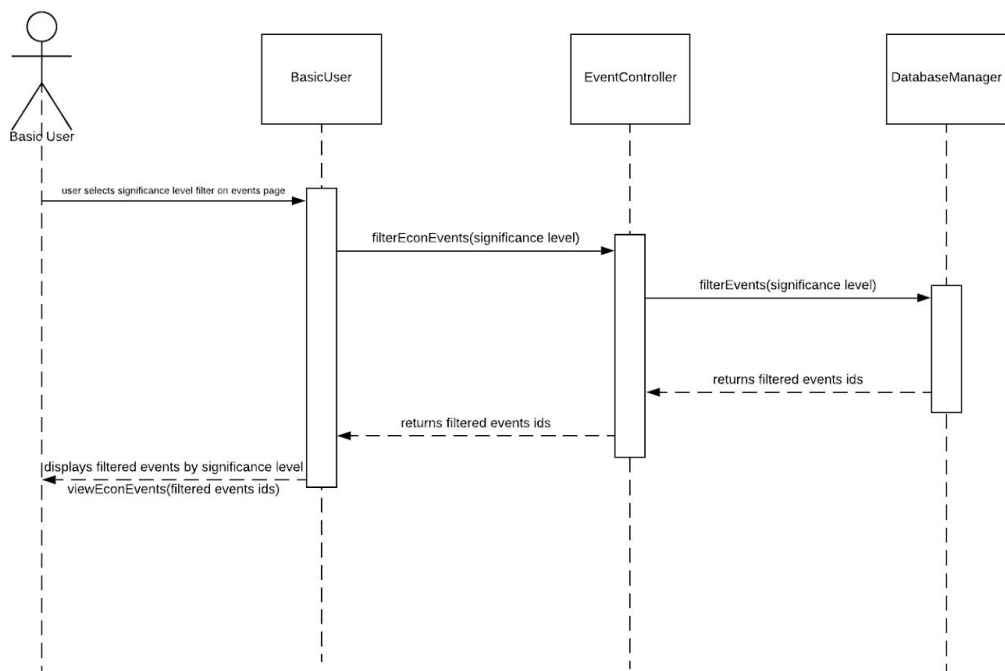 BasicUser
EventController
DatabaseManager
Basic User
user selects significance level filter on events page
filterEconEvents(significance level)
filterEvents(significance level)
returns filtered events ids
returns filtered events ids
displays filtered events by significance level
viewEconEvents(filtered events ids)